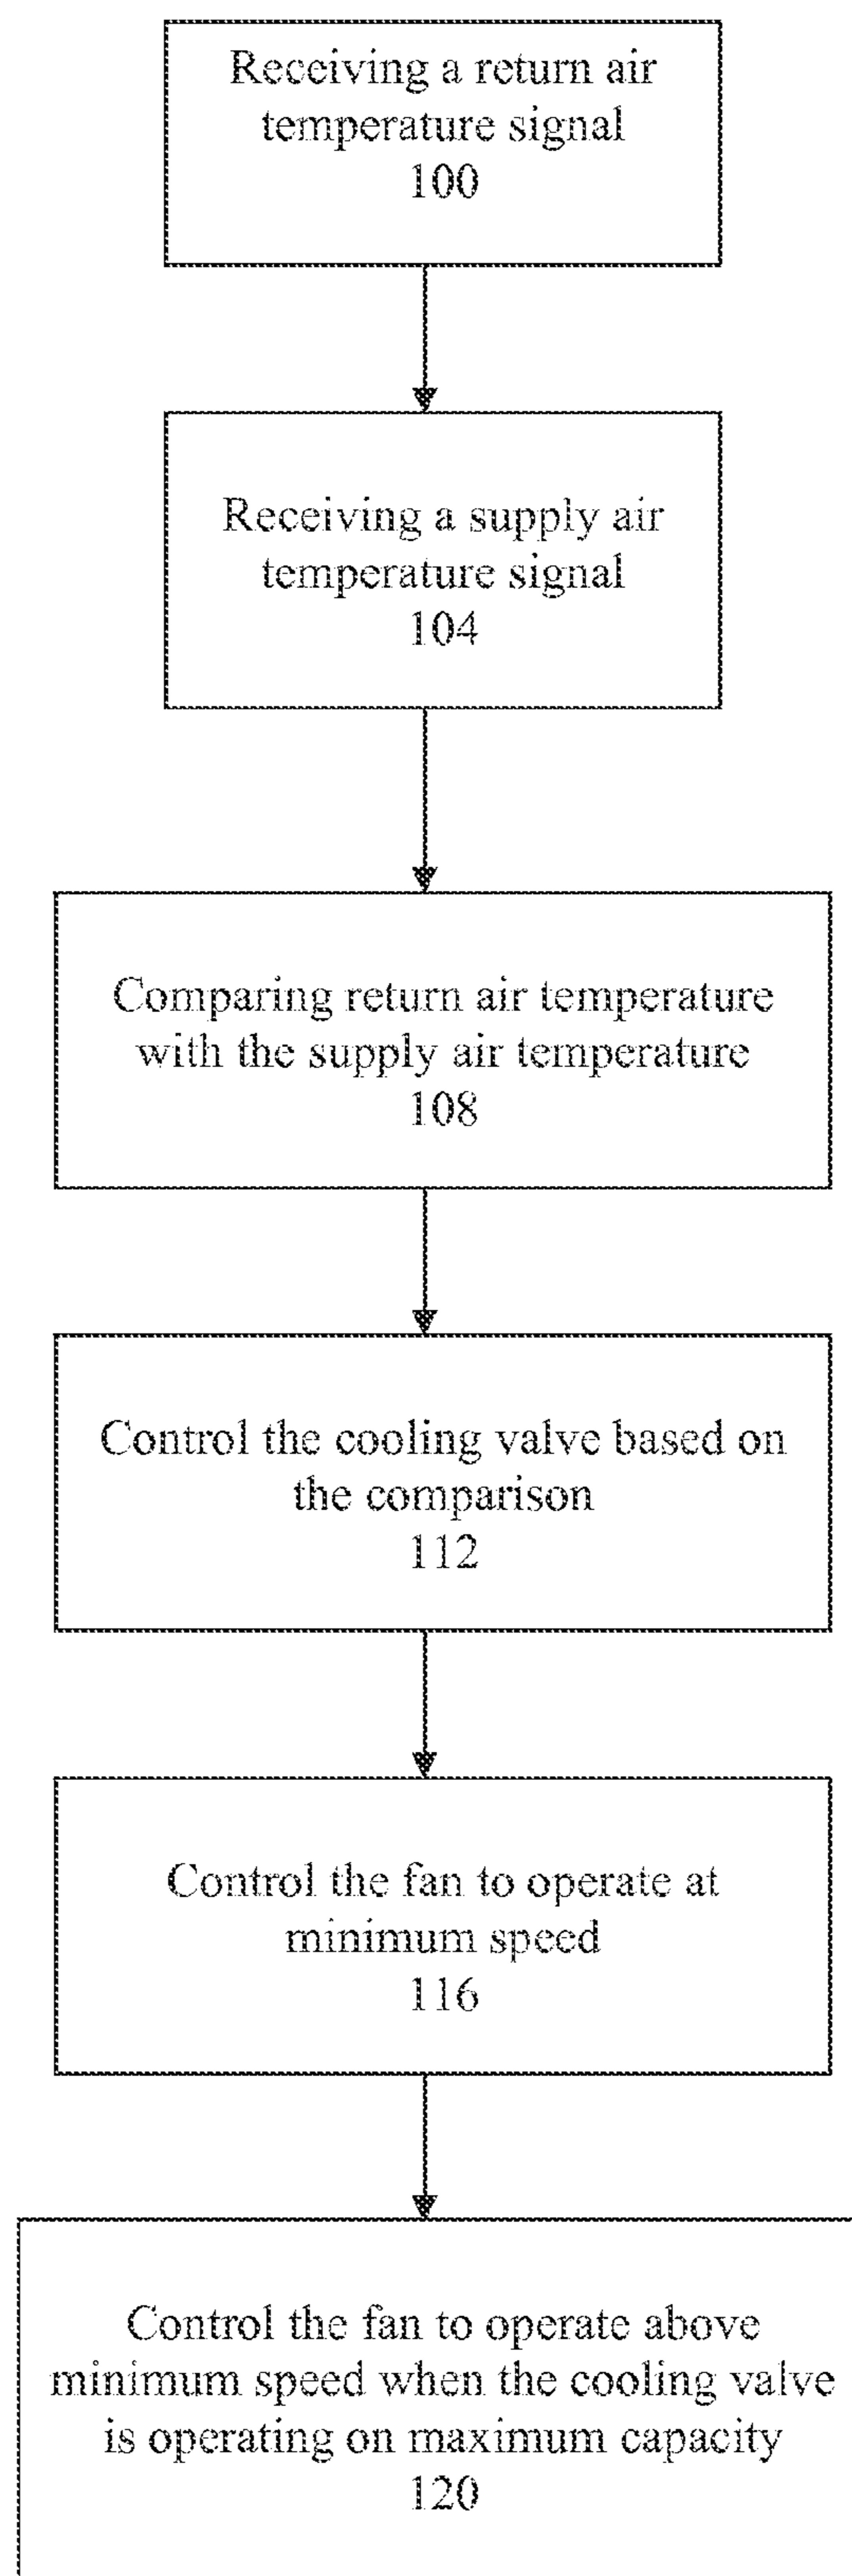 Receiving a return air
temperature signal
100
Receiving a supply air
temperature signal
104
Comparing return air temperature
with the supply air temperature
108
Control the cooling valve based on
the comparison
112
Control the fan to operate at
minimum speed
116
Control the fan to operate above
minimum speed when the cooling valve
is operating on maximum capacity
120